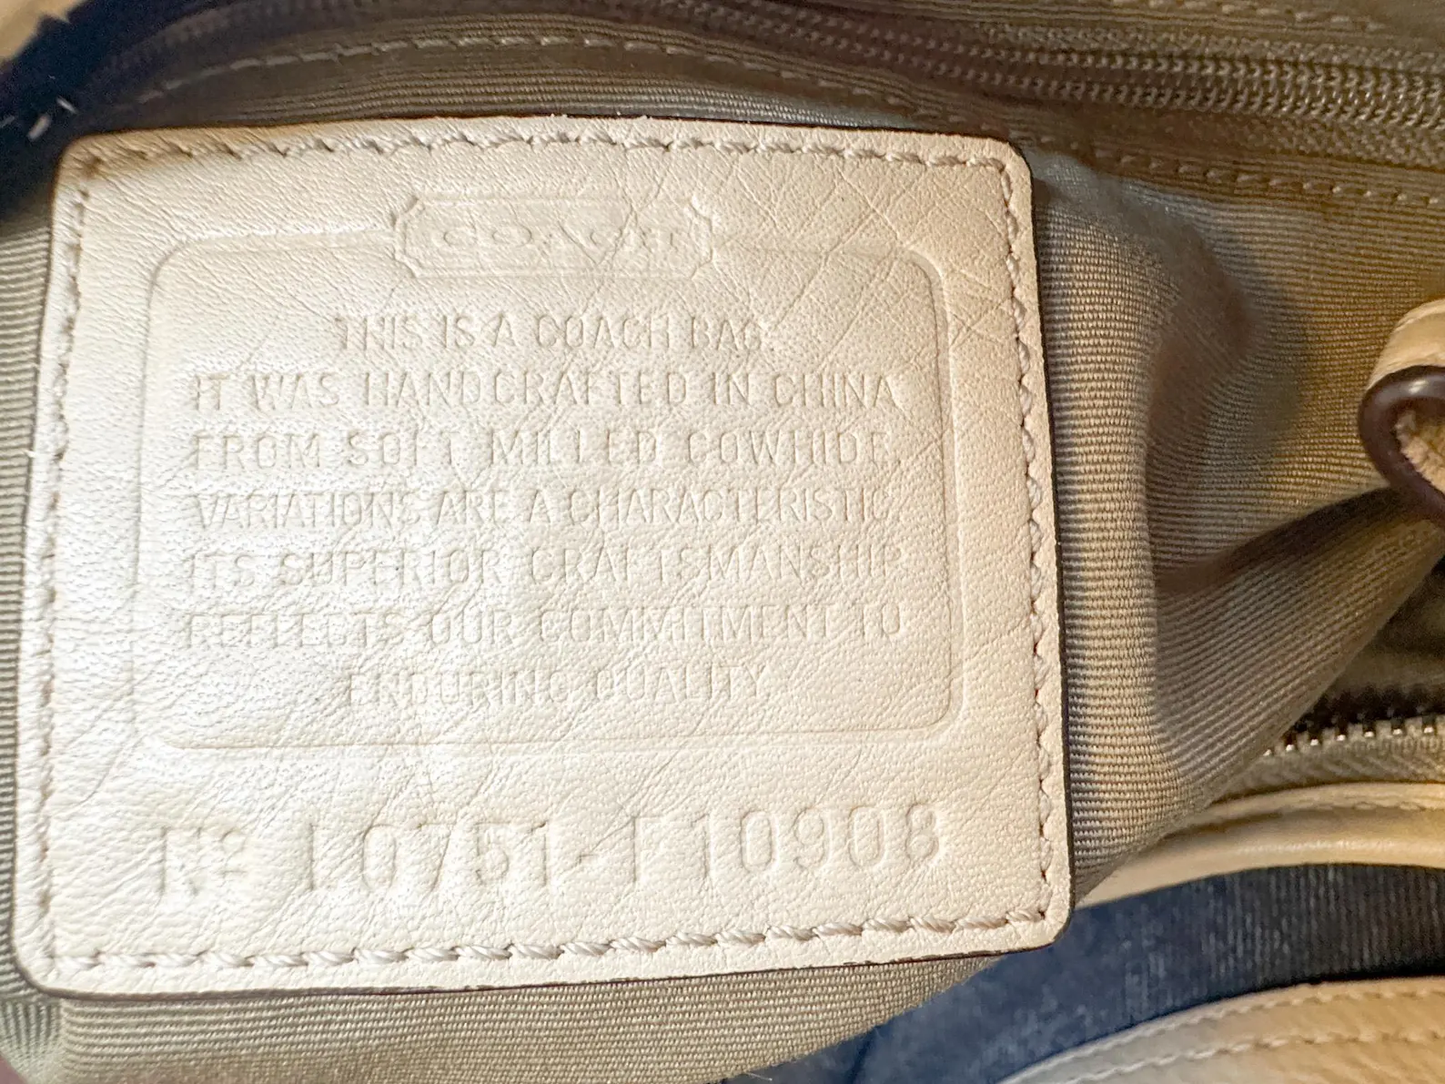 COACH
THIS IS A COACH BAG.
IT WAS HANDCRAFTED IN CHINA
FROM SOFT MILLED COWHIDE.
VARIATIONS ARE A CHARACTERISTIC.
ITS SUPERIOR CRAFTSMANSHIP
REFLECTS OUR COMMITMENT TO
ENDURING QUALITY.
Nº L0751-F10908